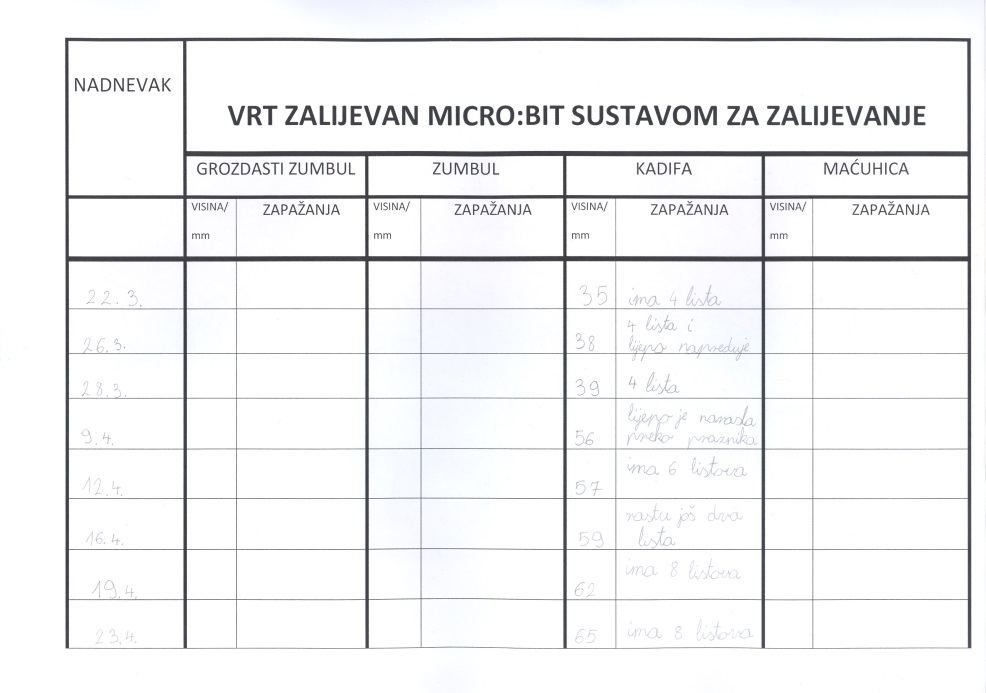 NADNEVAK
VRT ZALIJEVAN MICRO:BIT SUSTAVOM ZA ZALIJEVANJE
GROZDASTI ZUMBUL ZUMBUL KADIFA MAĆUHICA
VISINA/ ZAPAŽANJA VISINA/ ZAPAŽANJA VISINA/ ZAPAŽANJA VISINA/ ZAPAŽANJA
mm mm mm mm
22.3. 35 ima 4 lista
4 lista i
26.3. 38 lijepo napreduje
28.3. 39 4 lista
lijepo je narasla
9.4. 56 preko praznika
ima 6 listova
12.4. 57
rastu još dva
16.4. 59 lista
ima 8 listova
19.4. 62
23.4. 65 ima 8 listova